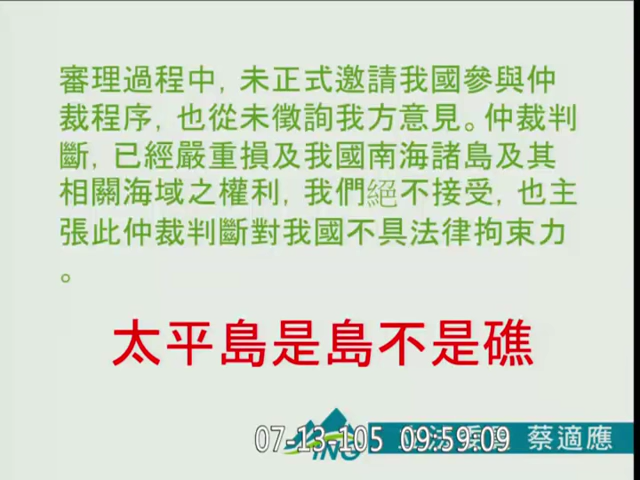 審理過程中，未正式邀請我國參與仲
裁程序，也從未徵詢我方意見。仲裁判
斷，已經嚴重損及我國南海諸島及其
相關海域之權利，我們絕不接受，也主
張此仲裁判斷對我國不具法律拘束力
。
太平島是島不是礁
07-13-105 09:59:09
蔡適應